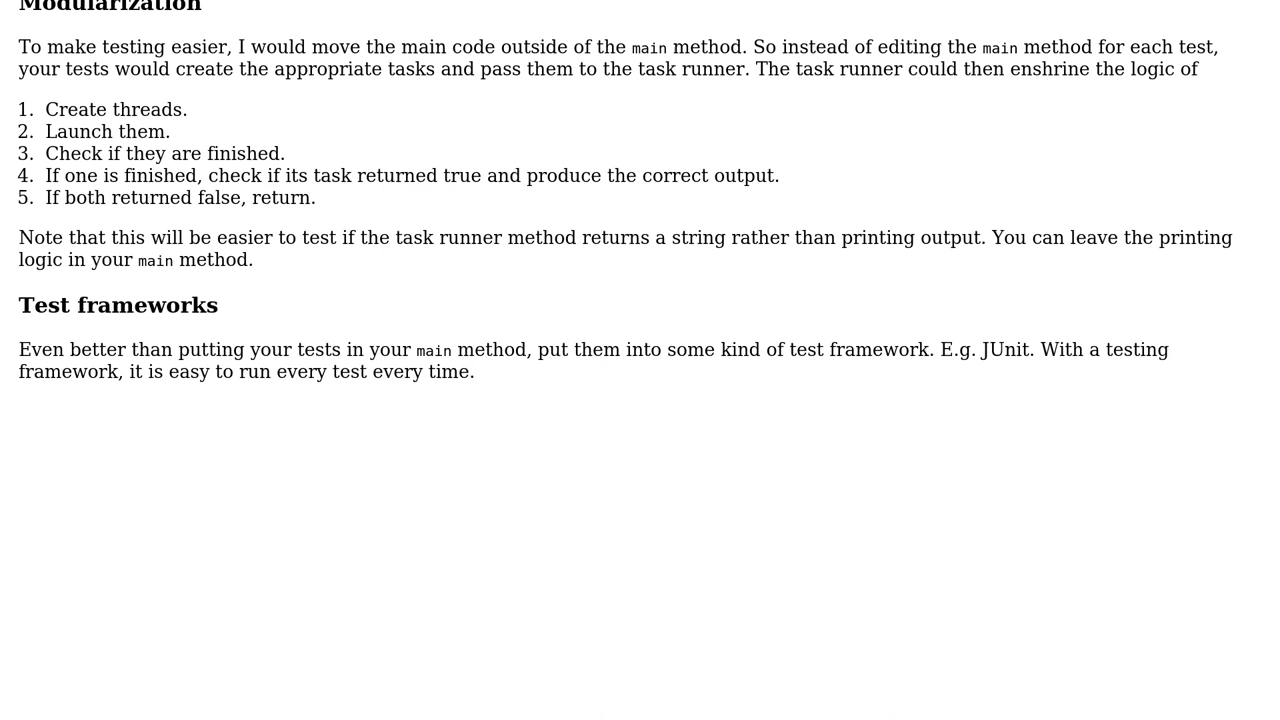 Modularization
To make testing easier, I would move the main code outside of the main method. So instead of editing the main method for each test,
your tests would create the appropriate tasks and pass them to the task runner. The task runner could then enshrine the logic of
1. Create threads.
2. Launch them.
3. Check if they are finished.
4. If one is finished, check if its task returned true and produce the correct output.
5. If both returned false, return.
Note that this will be easier to test if the task runner method returns a string rather than printing output. You can leave the printing
logic in your main method.
Test frameworks
Even better than putting your tests in your main method, put them into some kind of test framework. E.g. JUnit. With a testing
framework, it is easy to run every test every time.